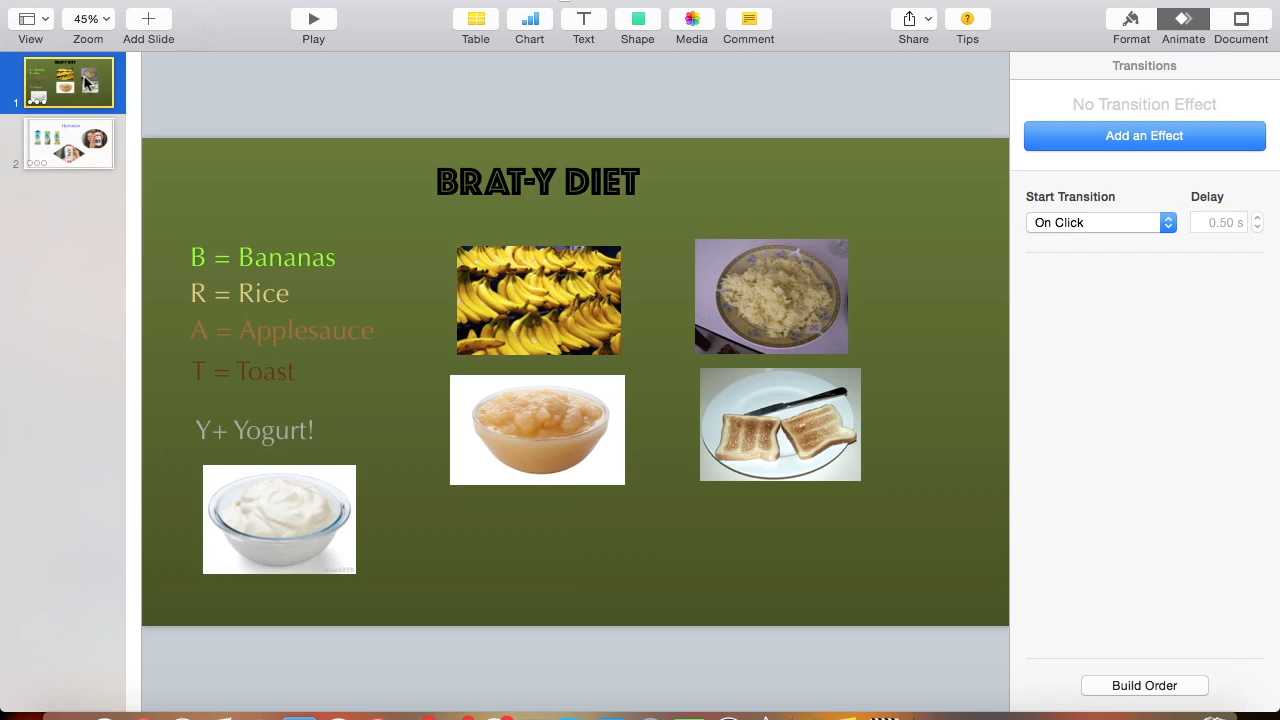 45%
View
Zoom
Add Slide
Play
Table
Chart
Text
Shape
Media
Comment
Share
Tips
Format
Animate
Document
Transitions
No Transition Effect
Add an Effect
Start Transition
Delay
On Click
0.50 s
Build Order
1
2
BRAT-Y DIET
B = Bananas
R = Rice
A = Applesauce
T = Toast
Y+ Yogurt!